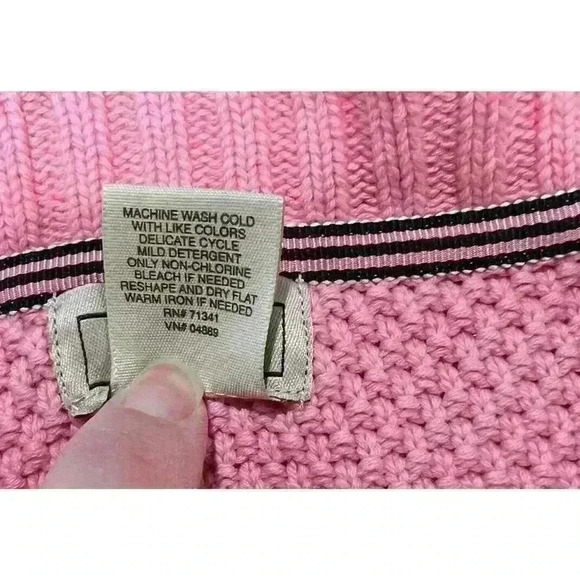 MACHINE WASH COLD
WITH LIKE COLORS
DELICATE CYCLE
MILD DETERGENT
ONLY NON-CHLORINE
BLEACH IF NEEDED
RESHAPE AND DRY FLAT
WARM IRON IF NEEDED
RN# 71341
VN# 04889